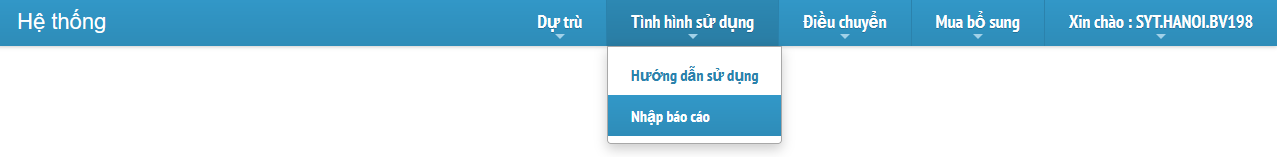 Hệ thống
Dự trù
Tình hình sử dụng
Điều chuyển
Mua bổ sung
Xin chào : SYT.HANOI.BV198
Hướng dẫn sử dụng
Nhập báo cáo